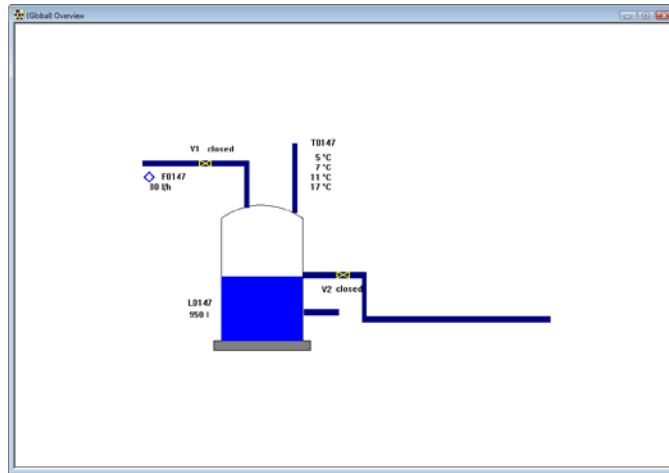 (Global) Overview
V1 closed
T0147
5 °C
7 °C
11 °C
17 °C
F0147
80 l/h
V2 closed
L0147
950 l